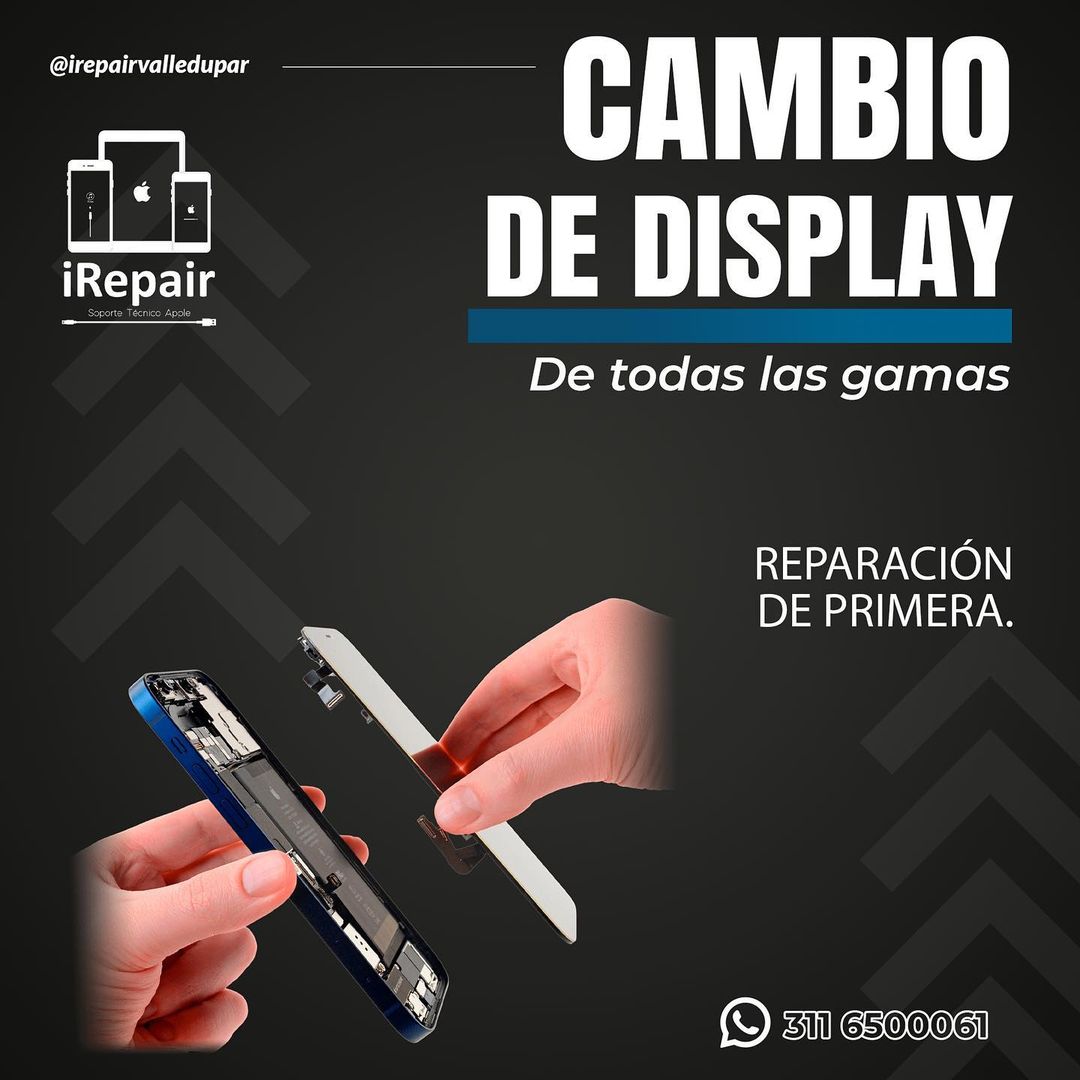 @irepairvalledupar
CAMBIO
DE DISPLAY
De todas las gamas
iRepair
Soporte Técnico Apple
REPARACIÓN
DE PRIMERA.
311 6500061